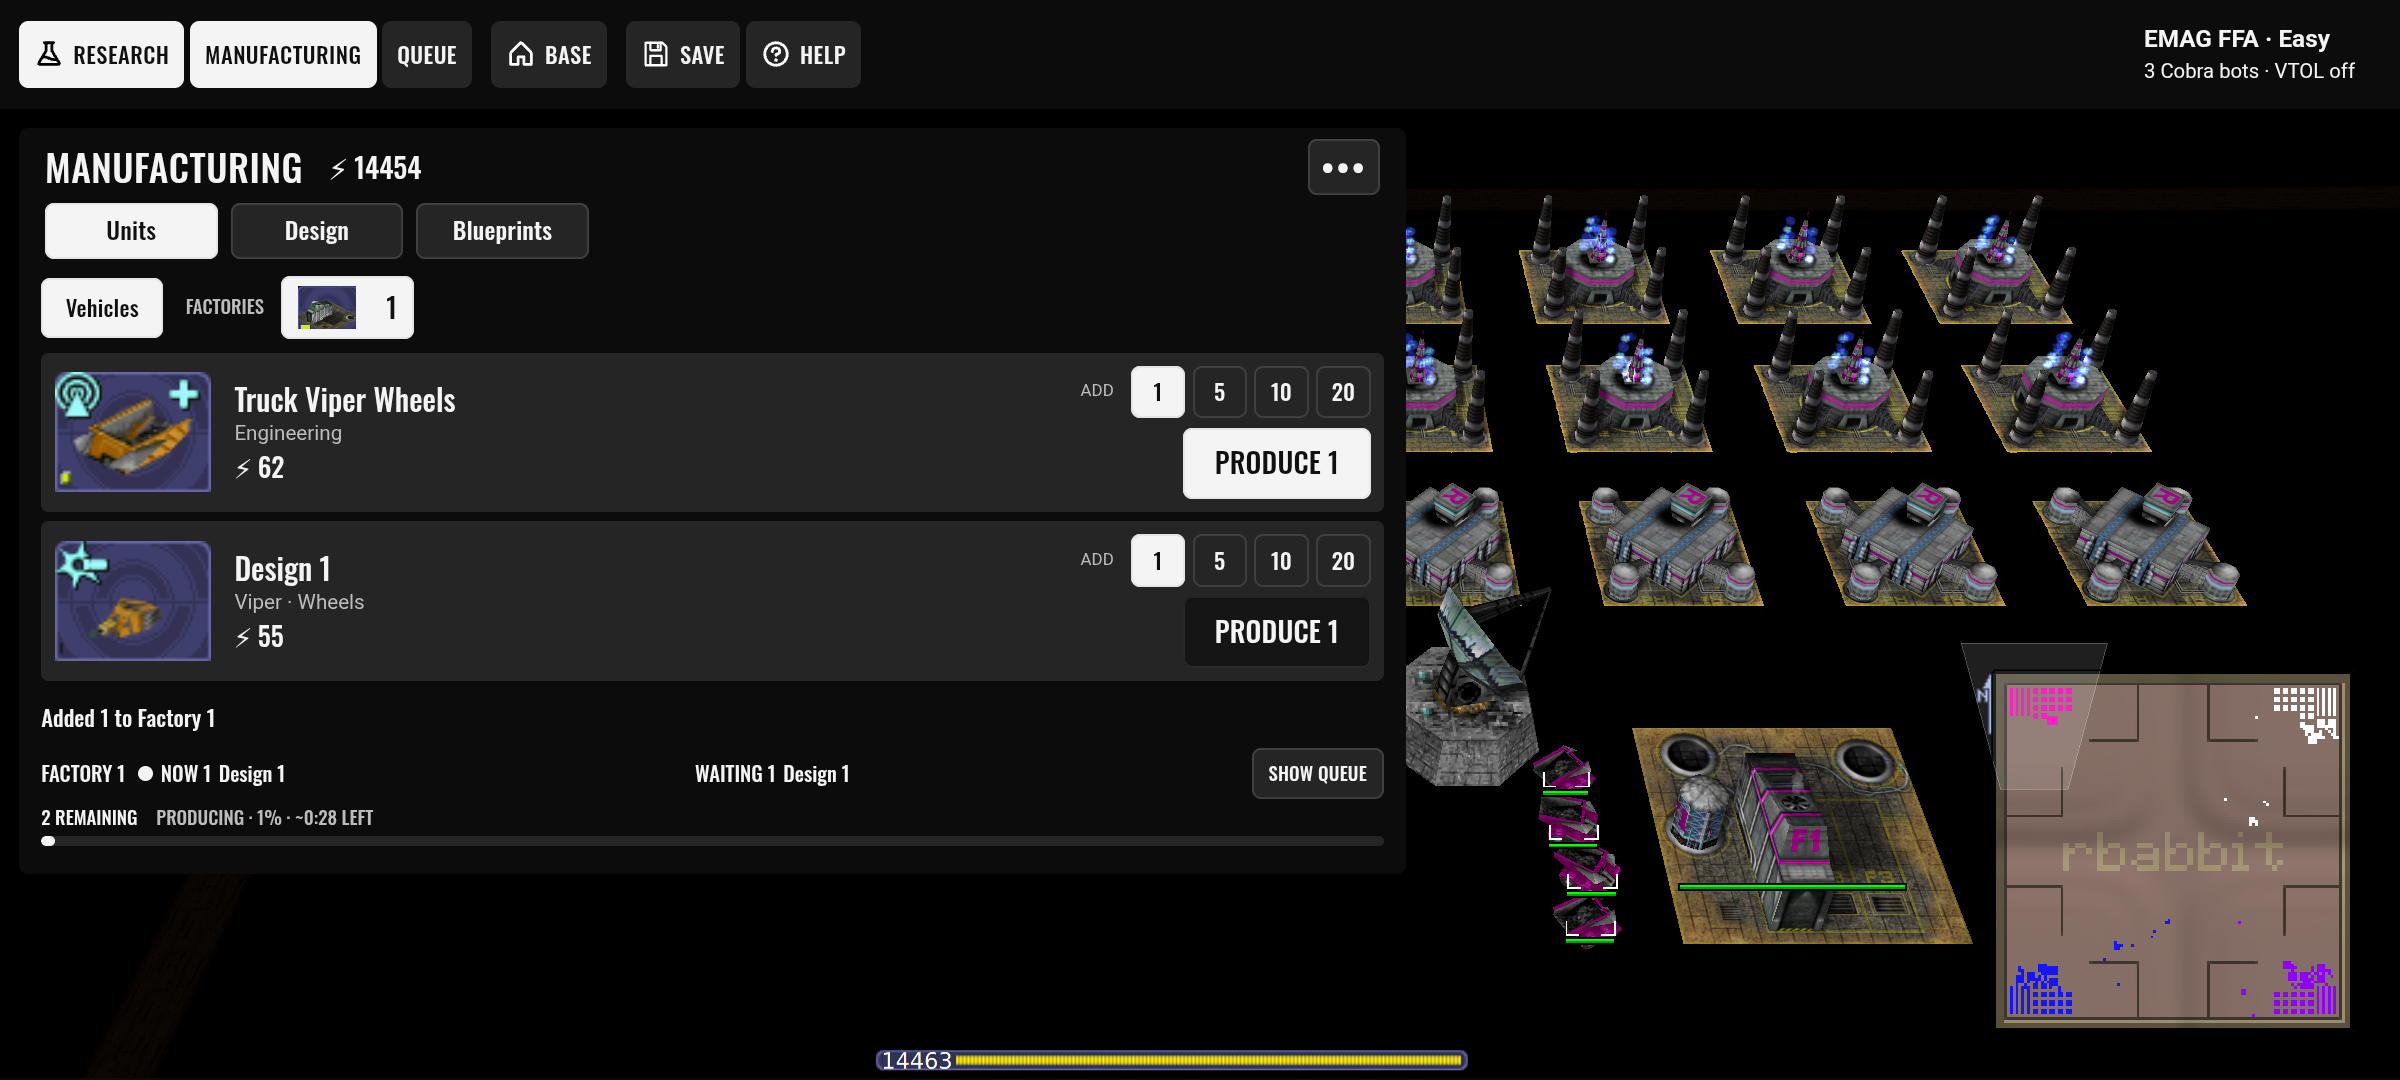 RESEARCH MANUFACTURING QUEUE BASE SAVE HELP
EMAG FFA · Easy
3 Cobra bots · VTOL off
MANUFACTURING ⚡ 14454 •••
Units Design Blueprints
Vehicles FACTORIES 1
Truck Viper Wheels
Engineering
⚡ 62
ADD 1 5 10 20
PRODUCE 1
Design 1
Viper · Wheels
⚡ 55
ADD 1 5 10 20
PRODUCE 1
Added 1 to Factory 1
FACTORY 1 NOW 1 Design 1 WAITING 1 Design 1 SHOW QUEUE
2 REMAINING PRODUCING · 1% · ~0:28 LEFT
R R R R
F1
F3
N
rbabbit
14463